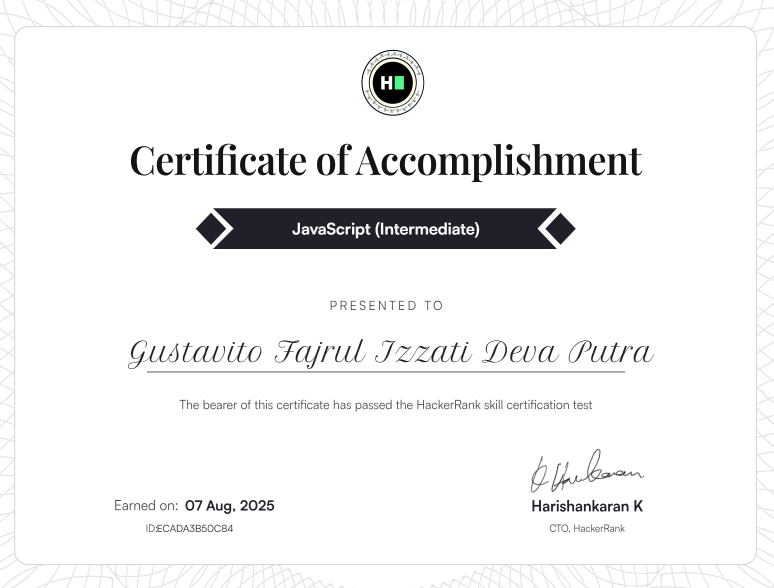 H
Certificate of Accomplishment
JavaScript (Intermediate)
PRESENTED TO
Gustavito Fajrul Izzati Deva Putra
The bearer of this certificate has passed the HackerRank skill certification test
Earned on: 07 Aug, 2025
ID:ECADA3B50C84
Harishankaran K
CTO, HackerRank